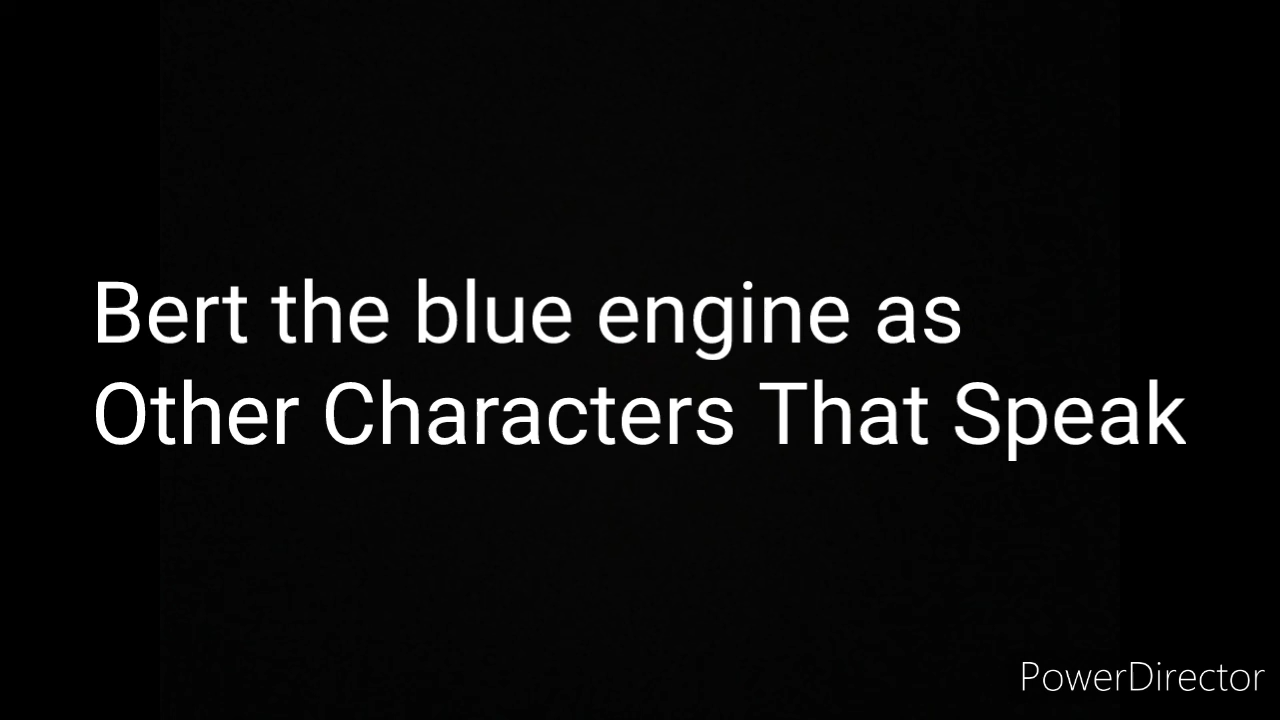 Bert the blue engine as
Other Characters That Speak
PowerDirector